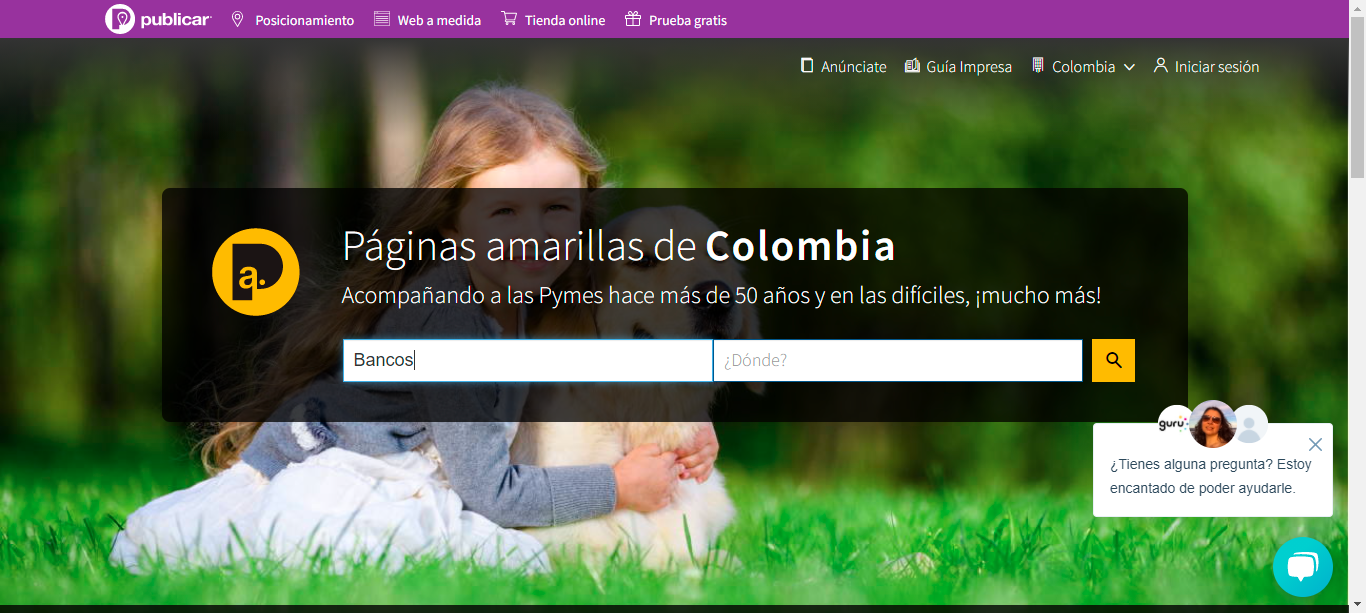 publicar
Posicionamiento
Web a medida
Tienda online
Prueba gratis
Anúnciate
Guía Impresa
Colombia
Iniciar sesión
Pa.
Páginas amarillas de Colombia
Acompañando a las Pymes hace más de 50 años y en las difíciles, ¡mucho más!
Bancos
¿Dónde?
guru
¿Tienes alguna pregunta? Estoy
encantado de poder ayudarle.